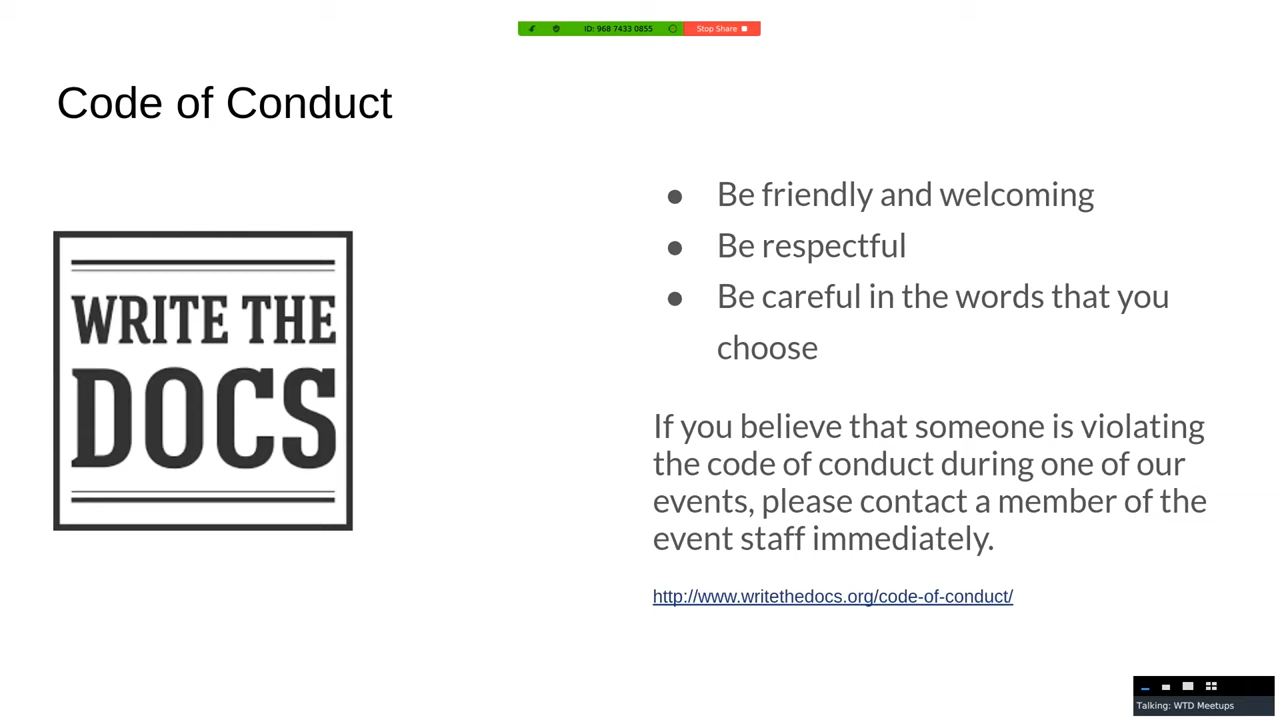 ID: 968 7433 0855
Stop Share
Code of Conduct
WRITE THE
DOCS
● Be friendly and welcoming
● Be respectful
● Be careful in the words that you
choose
If you believe that someone is violating
the code of conduct during one of our
events, please contact a member of the
event staff immediately.
http://www.writethedocs.org/code-of-conduct/
Talking: WTD Meetups